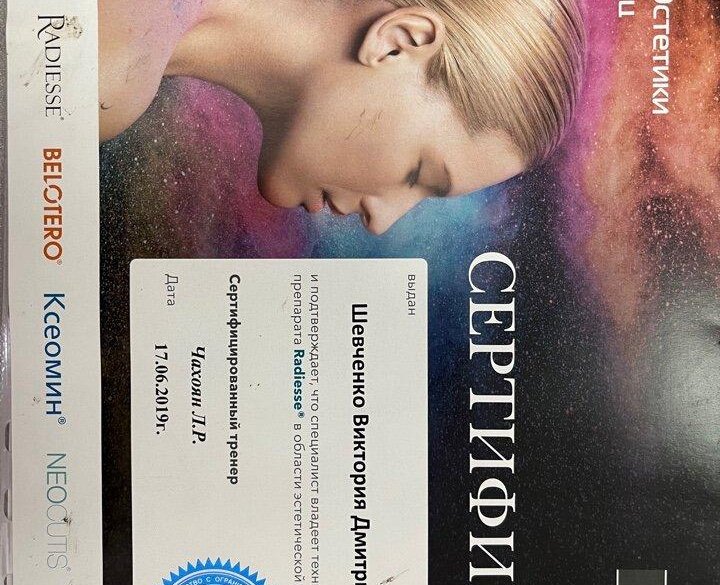 Эстетики
СЕРТИФИ
выдан
Шевченко Виктория Дмитри
и подтверждает, что специалист владеет техн
препарата Radiesse® в области эстетической
Сертифицированный тренер
Чахоян Л.Р.
Дата
17.06.2019г.
RADIESSE® BELOTERO® Ксеомин® NEOCUTIS®